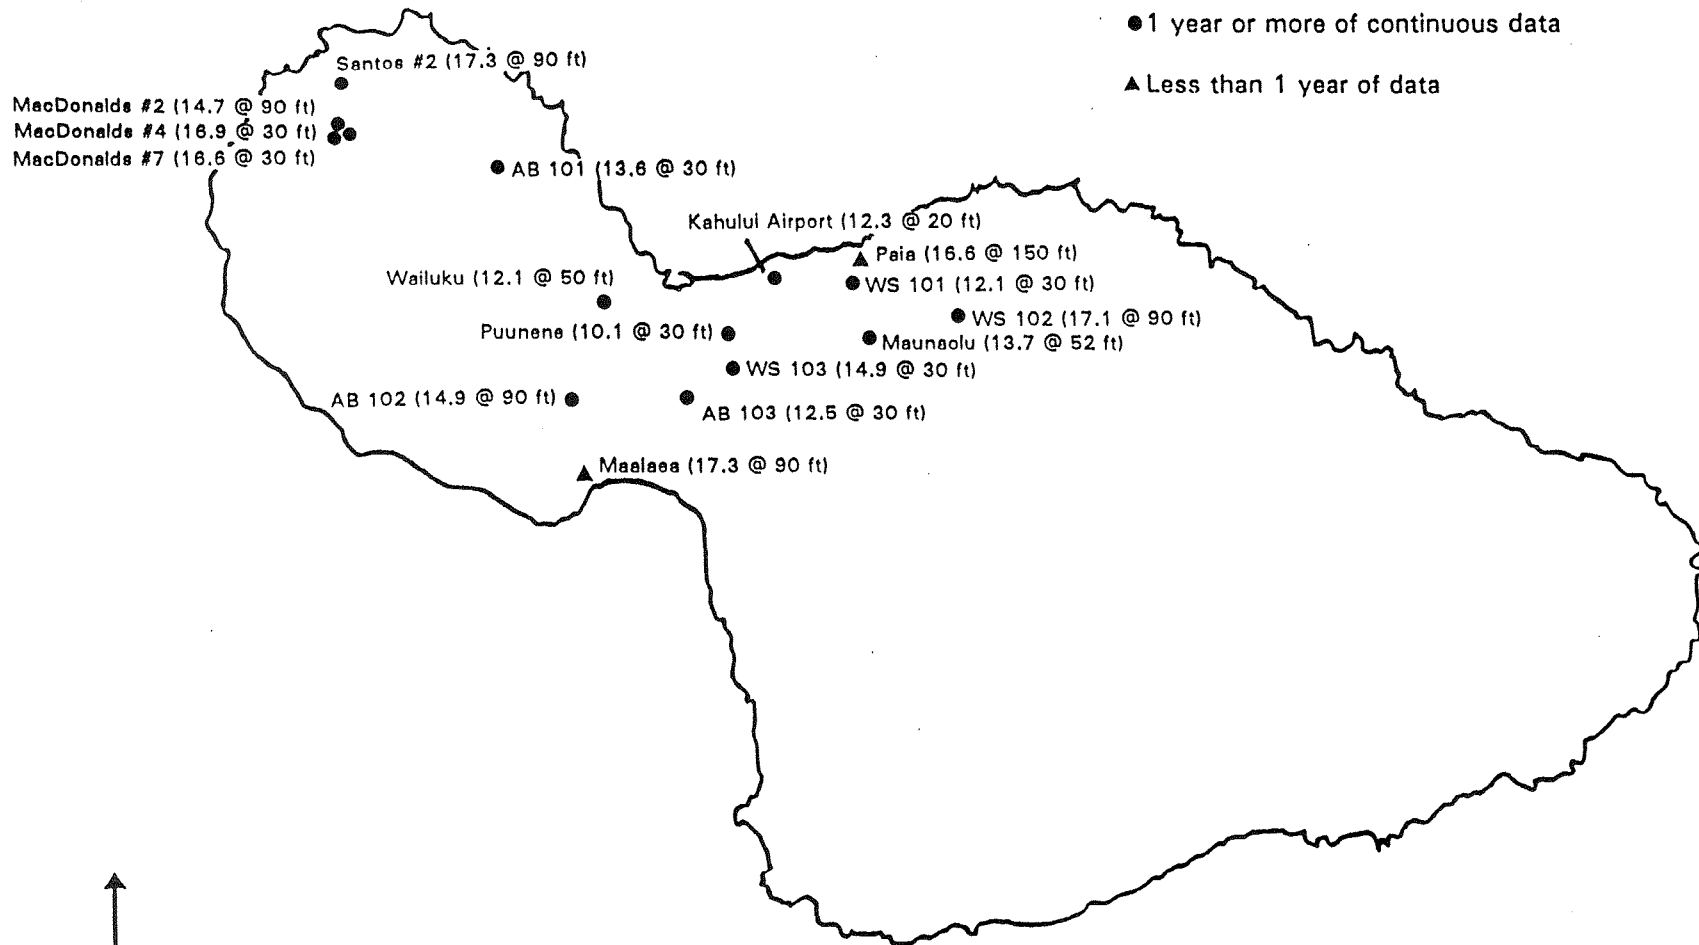 ● 1 year or more of continuous data
▲ Less than 1 year of data
Santos #2 (17.3 @ 90 ft)
MacDonalds #2 (14.7 @ 90 ft)
MacDonalds #4 (16.9 @ 30 ft)
MacDonalds #7 (16.6 @ 30 ft)
AB 101 (13.6 @ 30 ft)
Kahului Airport (12.3 @ 20 ft)
Paia (16.6 @ 150 ft)
Wailuku (12.1 @ 50 ft)
WS 101 (12.1 @ 30 ft)
WS 102 (17.1 @ 90 ft)
Puunene (10.1 @ 30 ft)
Maunaolu (13.7 @ 52 ft)
WS 103 (14.9 @ 30 ft)
AB 102 (14.9 @ 90 ft)
AB 103 (12.5 @ 30 ft)
Maalaea (17.3 @ 90 ft)